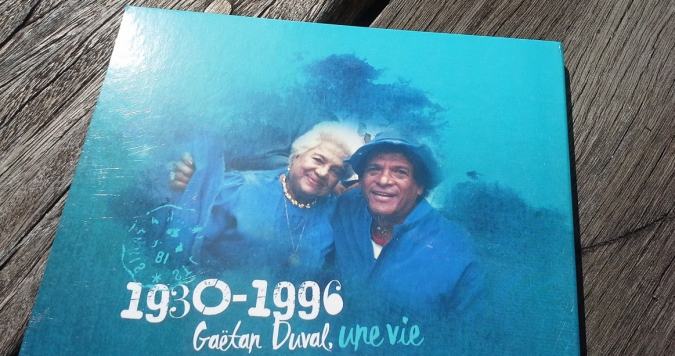 1930-1996
Gaëtan Duval, une vie